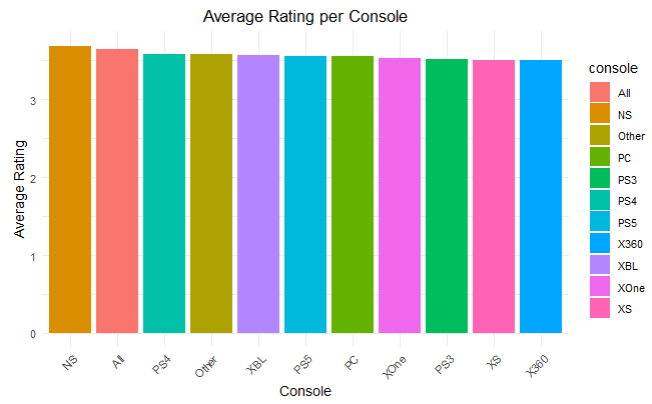 Average Rating per Console
Average Rating
3
2
1
0
NS
All
PS4
Other
XBL
PS5
PC
XOne
PS3
XS
X360
Console
console
All
NS
Other
PC
PS3
PS4
PS5
X360
XBL
XOne
XS